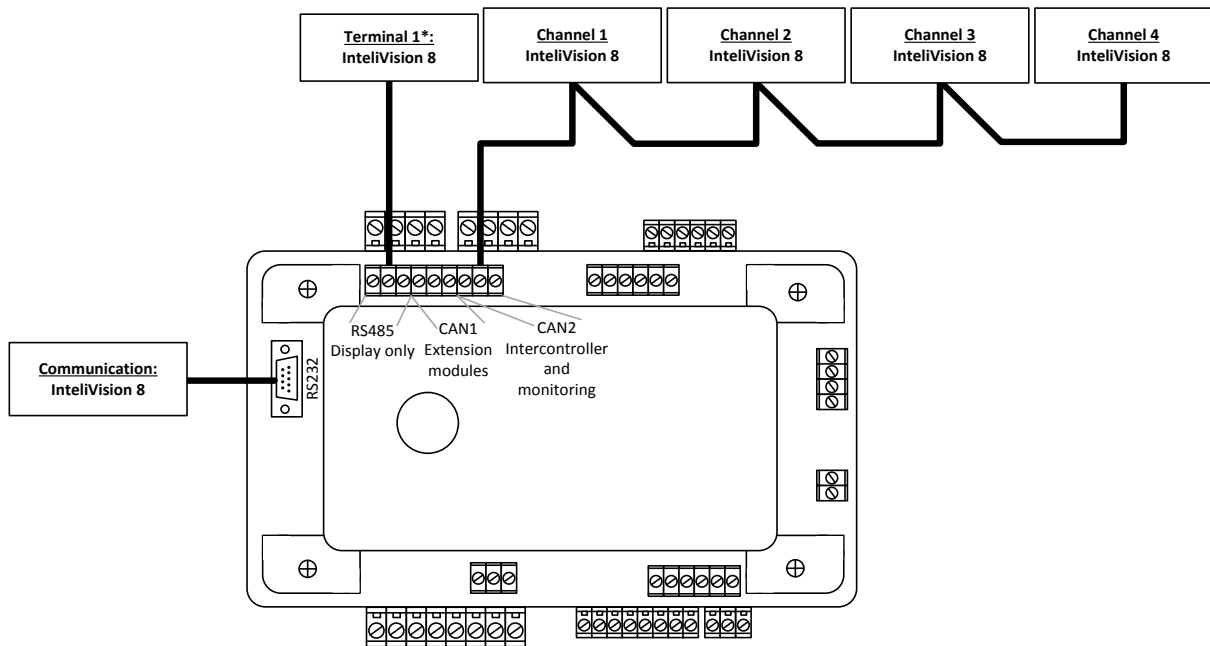 Terminal 1*:
InteliVision 8
Channel 1
InteliVision 8
Channel 2
InteliVision 8
Channel 3
InteliVision 8
Channel 4
InteliVision 8
RS485
Display only
CAN1
Extension
modules
CAN2
Intercontroller
and
monitoring
Communication:
InteliVision 8
RS232